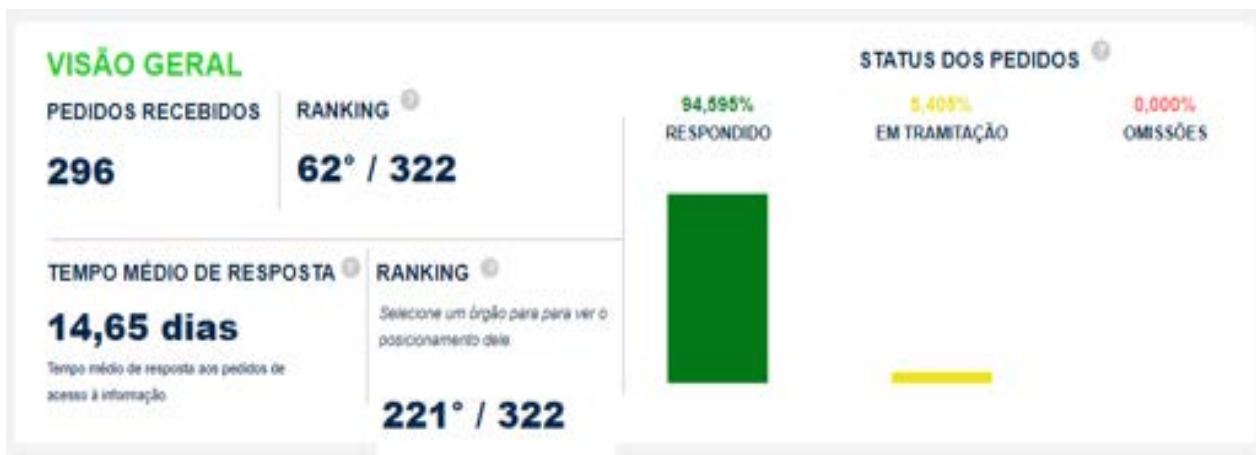 VISÃO GERAL
PEDIDOS RECEBIDOS
296
RANKING ?
62° / 322
TEMPO MÉDIO DE RESPOSTA ?
14,65 dias
Tempo médio de resposta aos pedidos de
acesso à informação.
RANKING
Selecione um órgão para para ver o
posicionamento dele.
221° / 322
STATUS DOS PEDIDOS ?
94,595%
RESPONDIDO
5,405%
EM TRAMITAÇÃO
0,000%
OMISSÕES